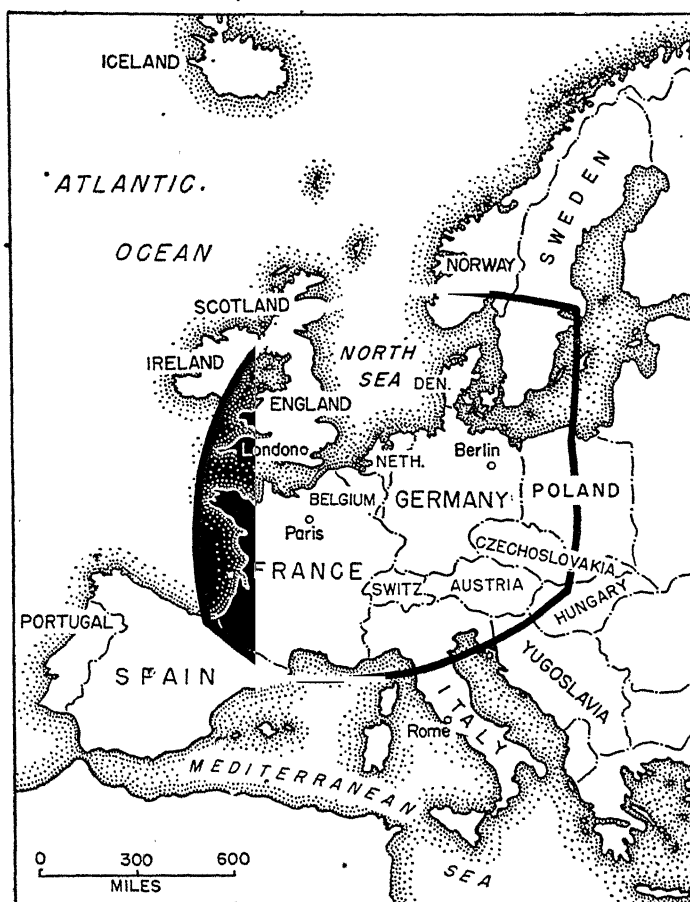 ICELAND
ATLANTIC.
OCEAN
SWEDEN
NORWAY
SCOTLAND
IRELAND
NORTH
SEA
DEN.
ENGLAND
London
NETH.
Berlin
BELGIUM
GERMANY
POLAND
Paris
FRANCE
CZECHOSLOVAKIA
SWITZ
AUSTRIA
HUNGARY
PORTUGAL
SPAIN
YUGOSLAVIA
ITALY
Rome
MEDITERRANEAN
SEA
0 300 600
MILES